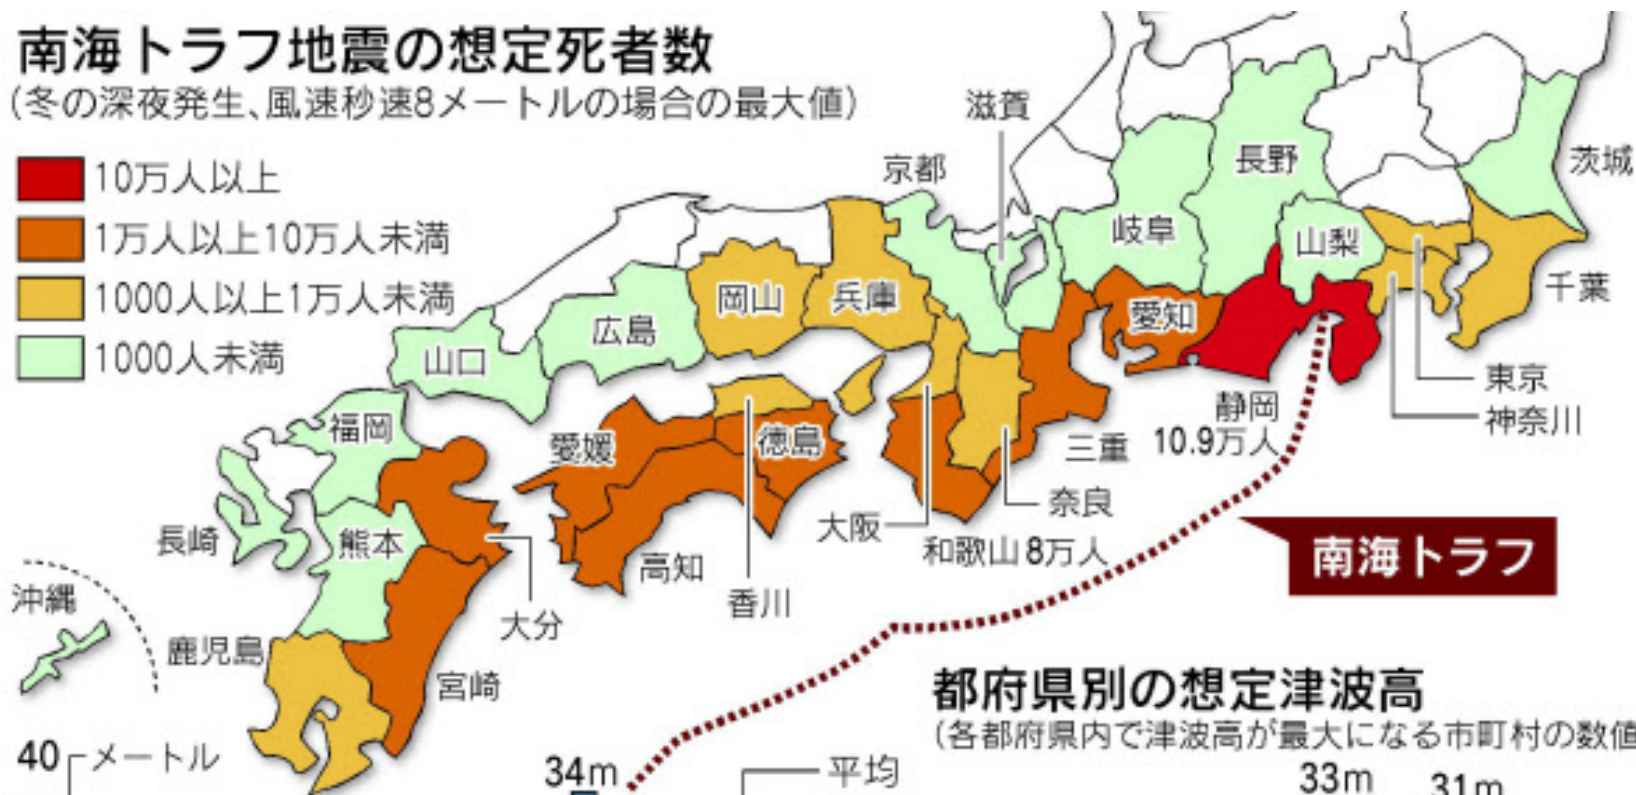 南海トラフ地震の想定死者数
(冬の深夜発生、風速秒速8メートルの場合の最大値)
10万人以上
1万人以上10万人未満
1000人以上1万人未満
1000人未満
滋賀
京都
長野
茨城
岐阜
山梨
千葉
岡山
兵庫
愛知
広島
山口
東京
静岡
10.9万人
神奈川
福岡
愛媛
徳島
三重
奈良
大阪
和歌山 8万人
長崎
熊本
高知
香川
大分
南海トラフ
沖縄
鹿児島
宮崎
都府県別の想定津波高
(各都府県内で津波高が最大になる市町村の数値
40 メートル
34m
平均
33m
31m